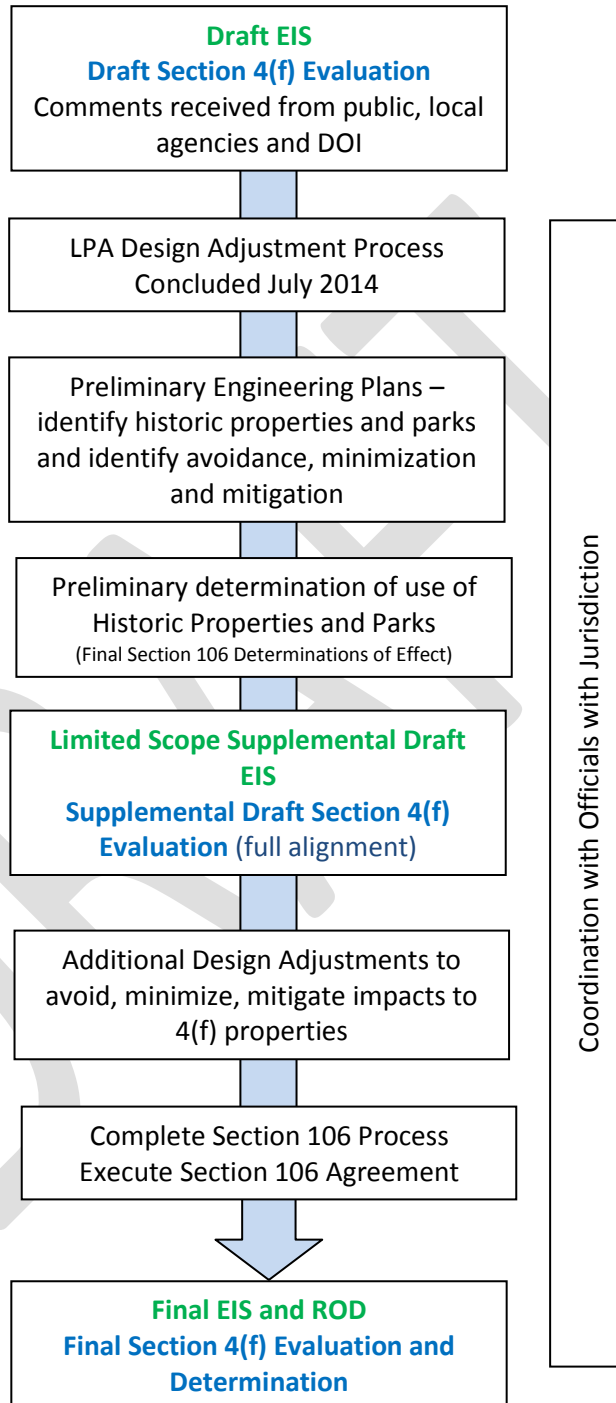 Draft EIS
Draft Section 4(f) Evaluation
Comments received from public, local
agencies and DOI
LPA Design Adjustment Process
Concluded July 2014
Preliminary Engineering Plans –
identify historic properties and parks
and identify avoidance, minimization
and mitigation
Preliminary determination of use of
Historic Properties and Parks
(Final Section 106 Determinations of Effect)
Limited Scope Supplemental Draft
EIS
Supplemental Draft Section 4(f)
Evaluation (full alignment)
Additional Design Adjustments to
avoid, minimize, mitigate impacts to
4(f) properties
Complete Section 106 Process
Execute Section 106 Agreement
Final EIS and ROD
Final Section 4(f) Evaluation and
Determination
Coordination with Officials with Jurisdiction
DRAFT